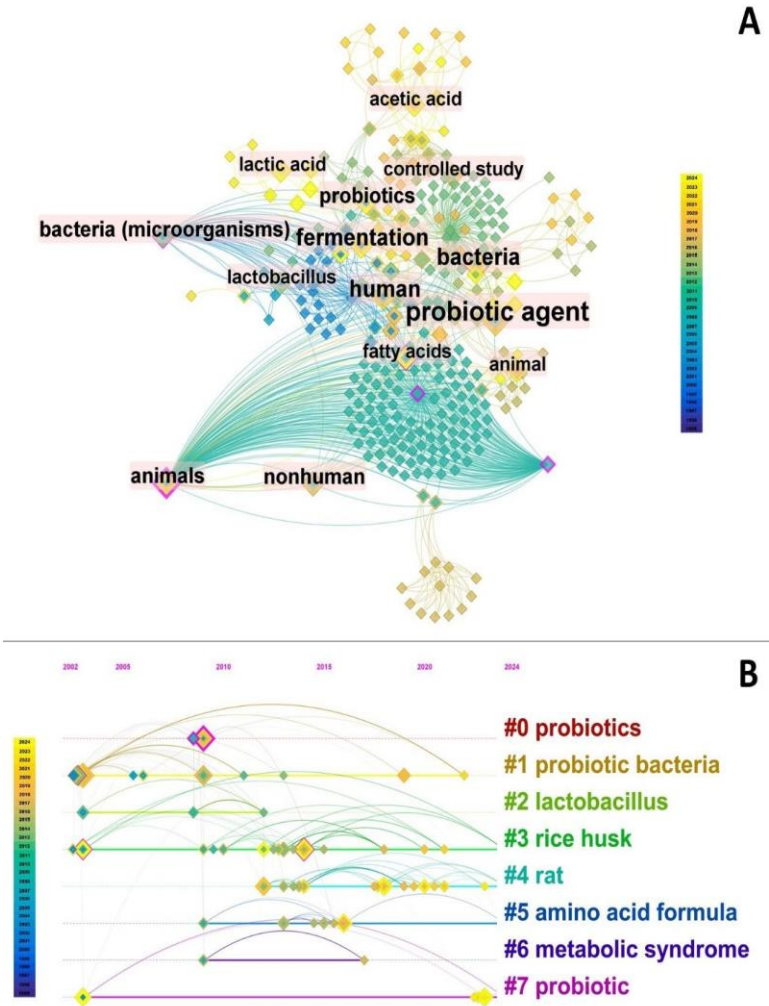 A
acetic acid
lactic acid
controlled study
probiotics
bacteria (microorganisms)
fermentation
bacteria
lactobacillus
human
probiotic agent
fatty acids
animal
animals
nonhuman
B
2002 2005 2010 2015 2020 2024
#0 probiotics
#1 probiotic bacteria
#2 lactobacillus
#3 rice husk
#4 rat
#5 amino acid formula
#6 metabolic syndrome
#7 probiotic